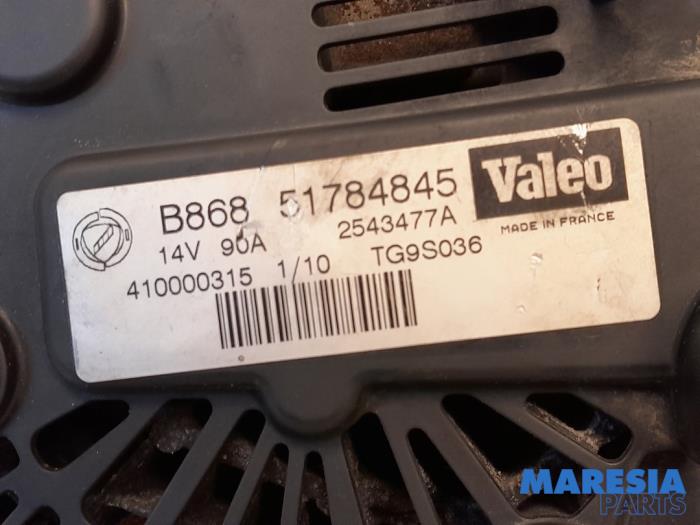 B868 51784845
Valeo
14V 90A 2543477A
MADE IN FRANCE
410000315 1/10 TG9S036
MARESIA
PARTS